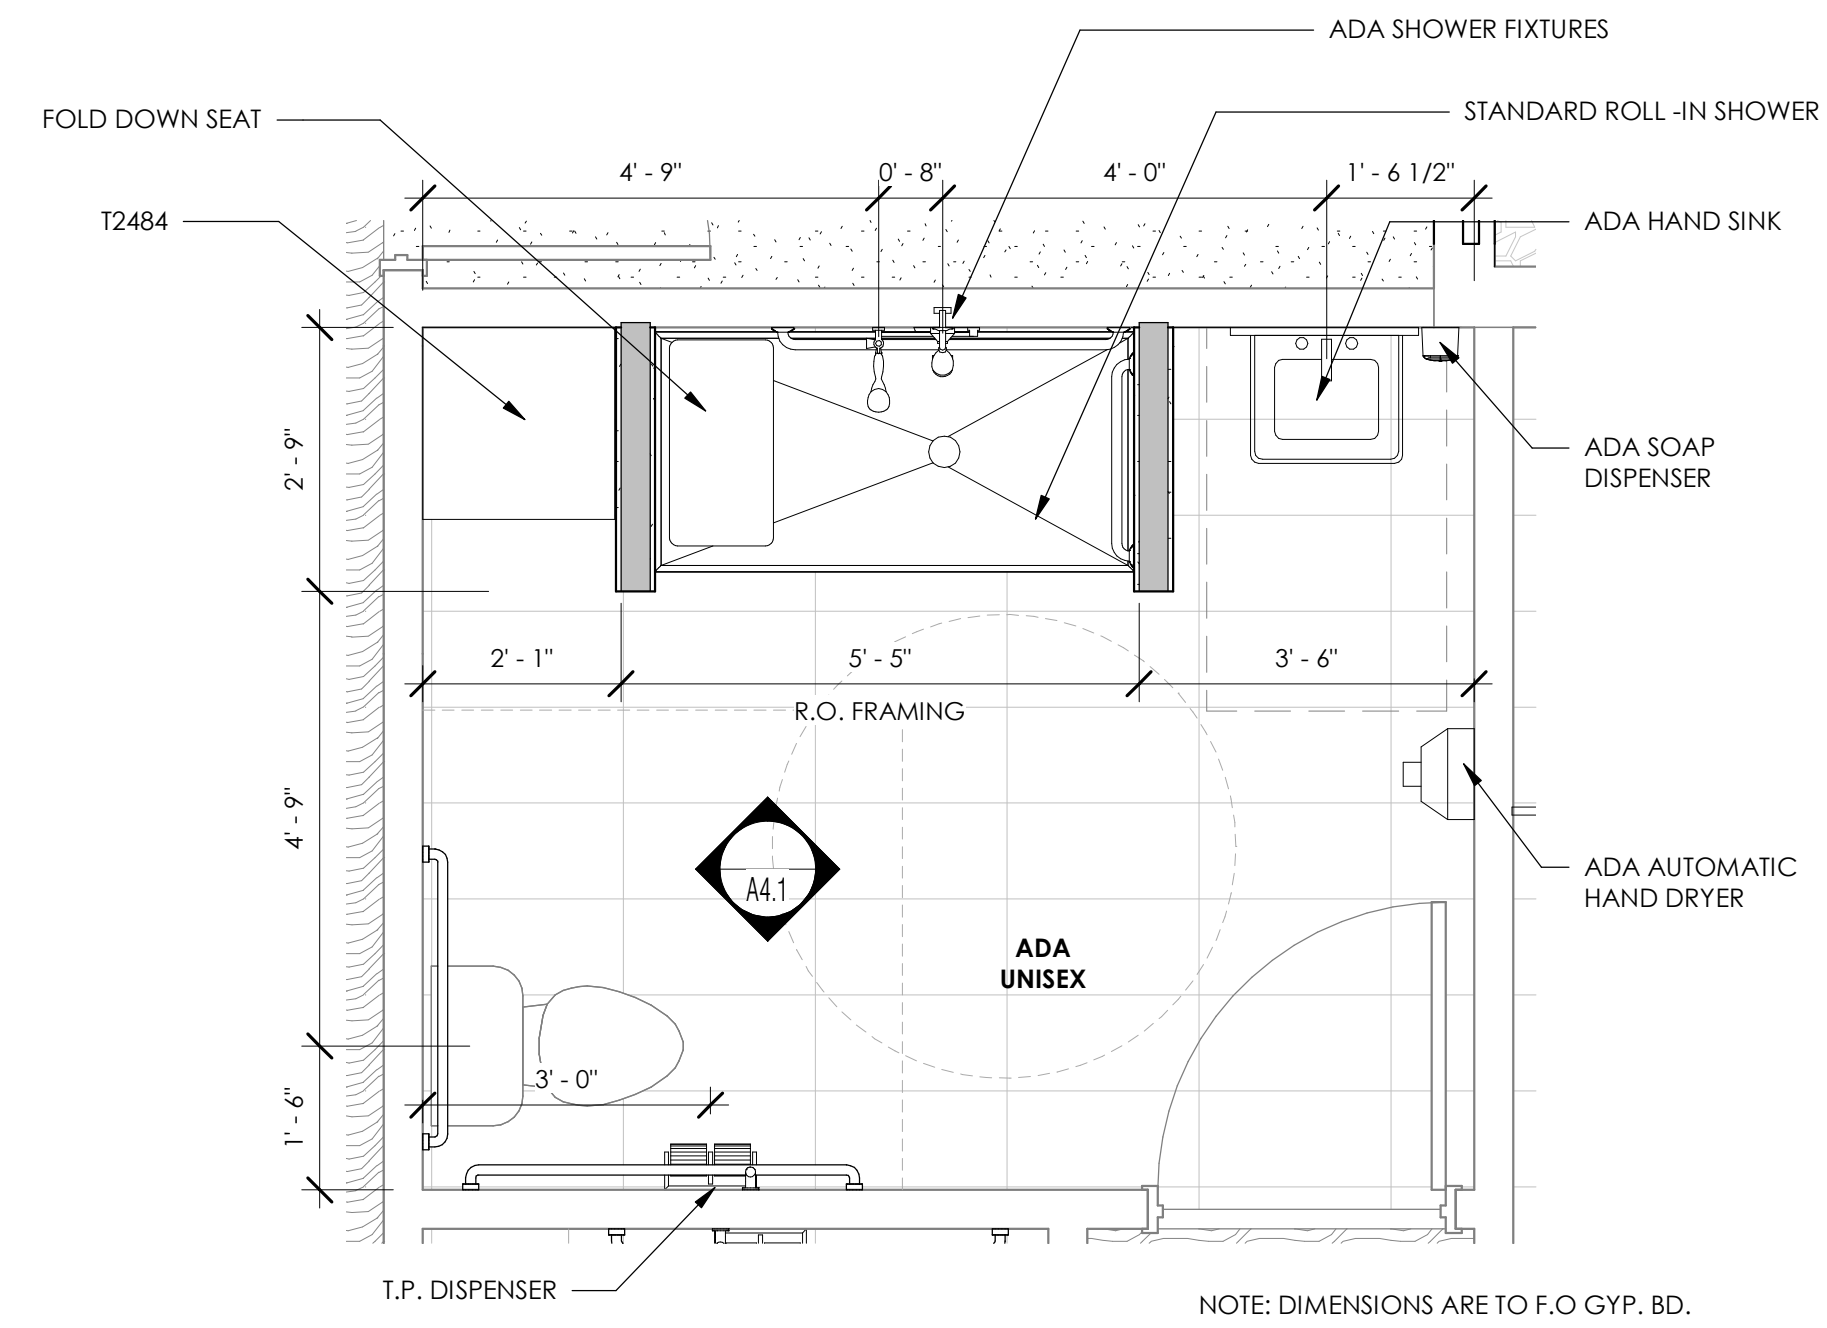 ADA SHOWER FIXTURES
FOLD DOWN SEAT
STANDARD ROLL -IN SHOWER
4' - 9"
0' - 8"
4' - 0"
1' - 6 1/2"
T2484
ADA HAND SINK
2' - 9"
ADA SOAP
DISPENSER
2' - 1"
5' - 5"
3' - 6"
R.O. FRAMING
4' - 9"
A4.1
ADA AUTOMATIC
HAND DRYER
ADA
UNISEX
3' - 0"
1' - 6"
T.P. DISPENSER
NOTE: DIMENSIONS ARE TO F.O GYP. BD.